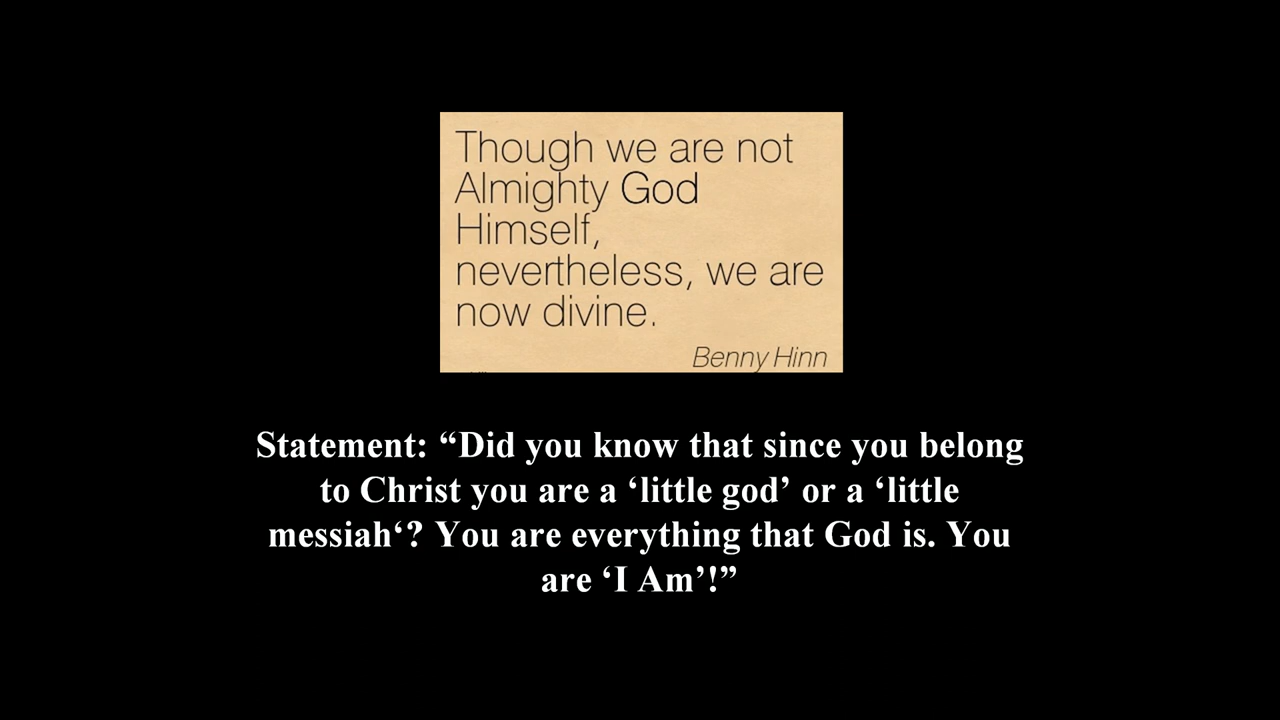 Though we are not
Almighty God
Himself,
nevertheless, we are
now divine.
Benny Hinn
Statement: “Did you know that since you belong
to Christ you are a ‘little god’ or a ‘little
messiah‘? You are everything that God is. You
are ‘I Am’!”